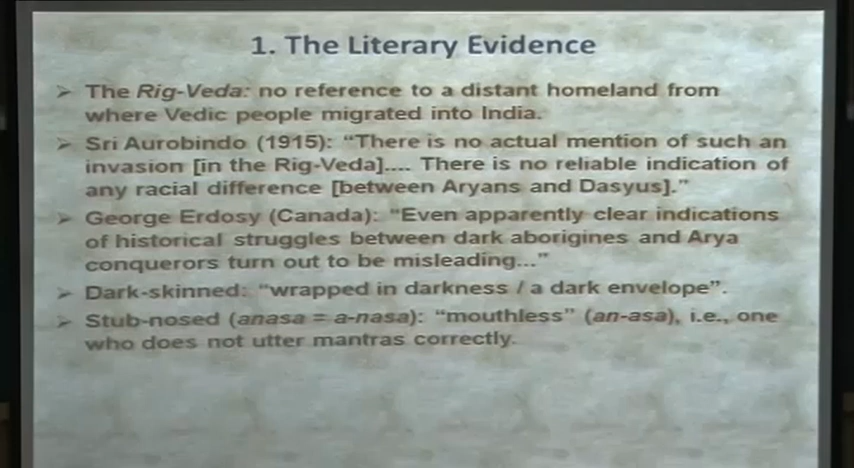 1. The Literary Evidence
➢ The Rig-Veda: no reference to a distant homeland from
where Vedic people migrated into India.
➢ Sri Aurobindo (1915): “There is no actual mention of such an
invasion [in the Rig-Veda].... There is no reliable indication of
any racial difference [between Aryans and Dasyus].”
➢ George Erdosy (Canada): “Even apparently clear indications
of historical struggles between dark aborigines and Arya
conquerors turn out to be misleading...”
➢ Dark-skinned: “wrapped in darkness / a dark envelope”.
➢ Stub-nosed (anasa = a-nasa): “mouthless” (an-asa), i.e., one
who does not utter mantras correctly.